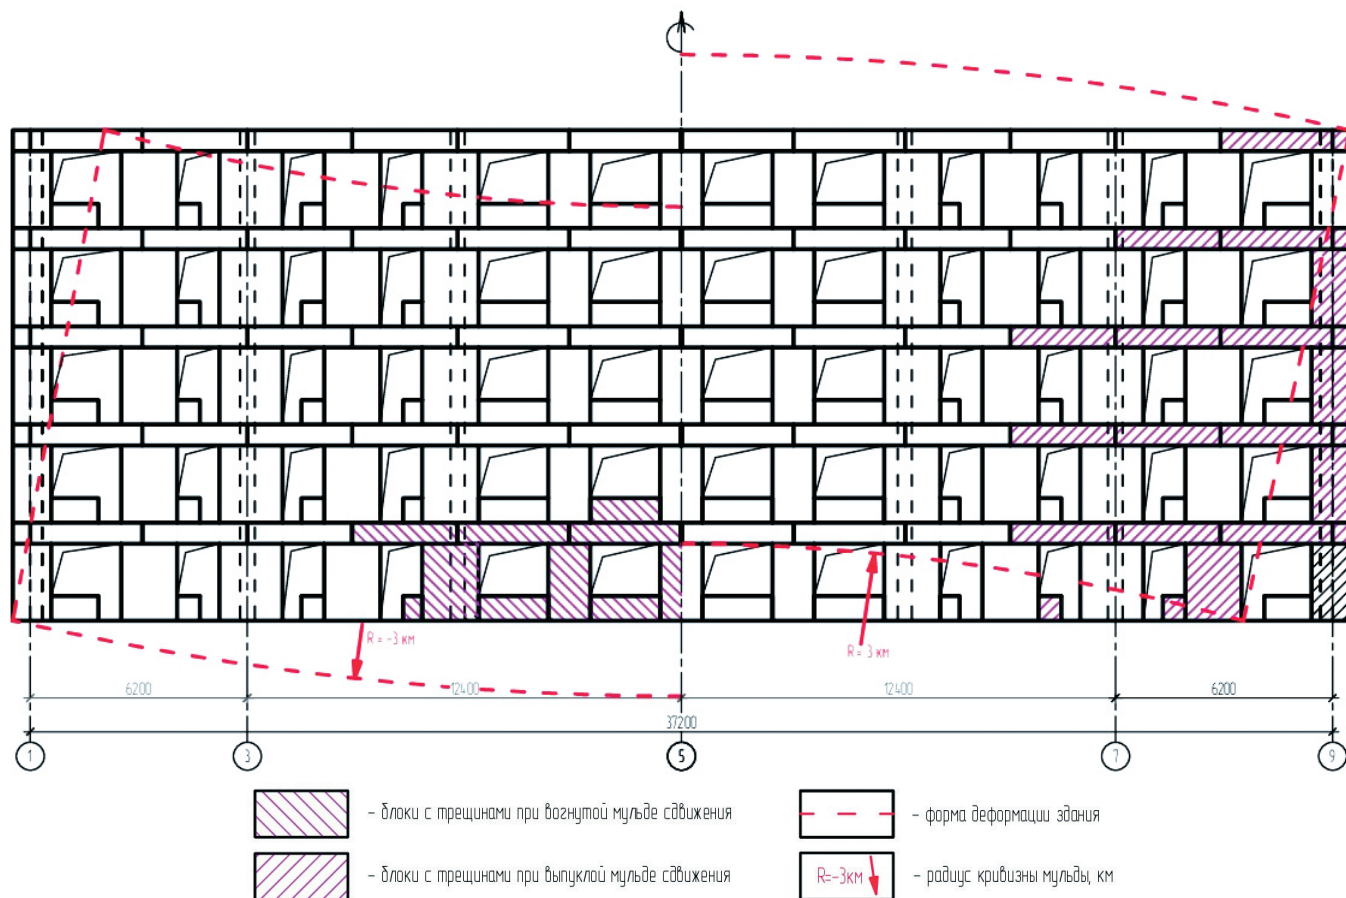 R = -3 км
R = 3 км
6200
12400
12400
6200
37200
1
3
5
7
9
- блоки с трещинами при вогнутой мульде сдвижения
- форма деформации здания
- блоки с трещинами при выпуклой мульде сдвижения
R=-3км
- радиус кривизны мульды, км